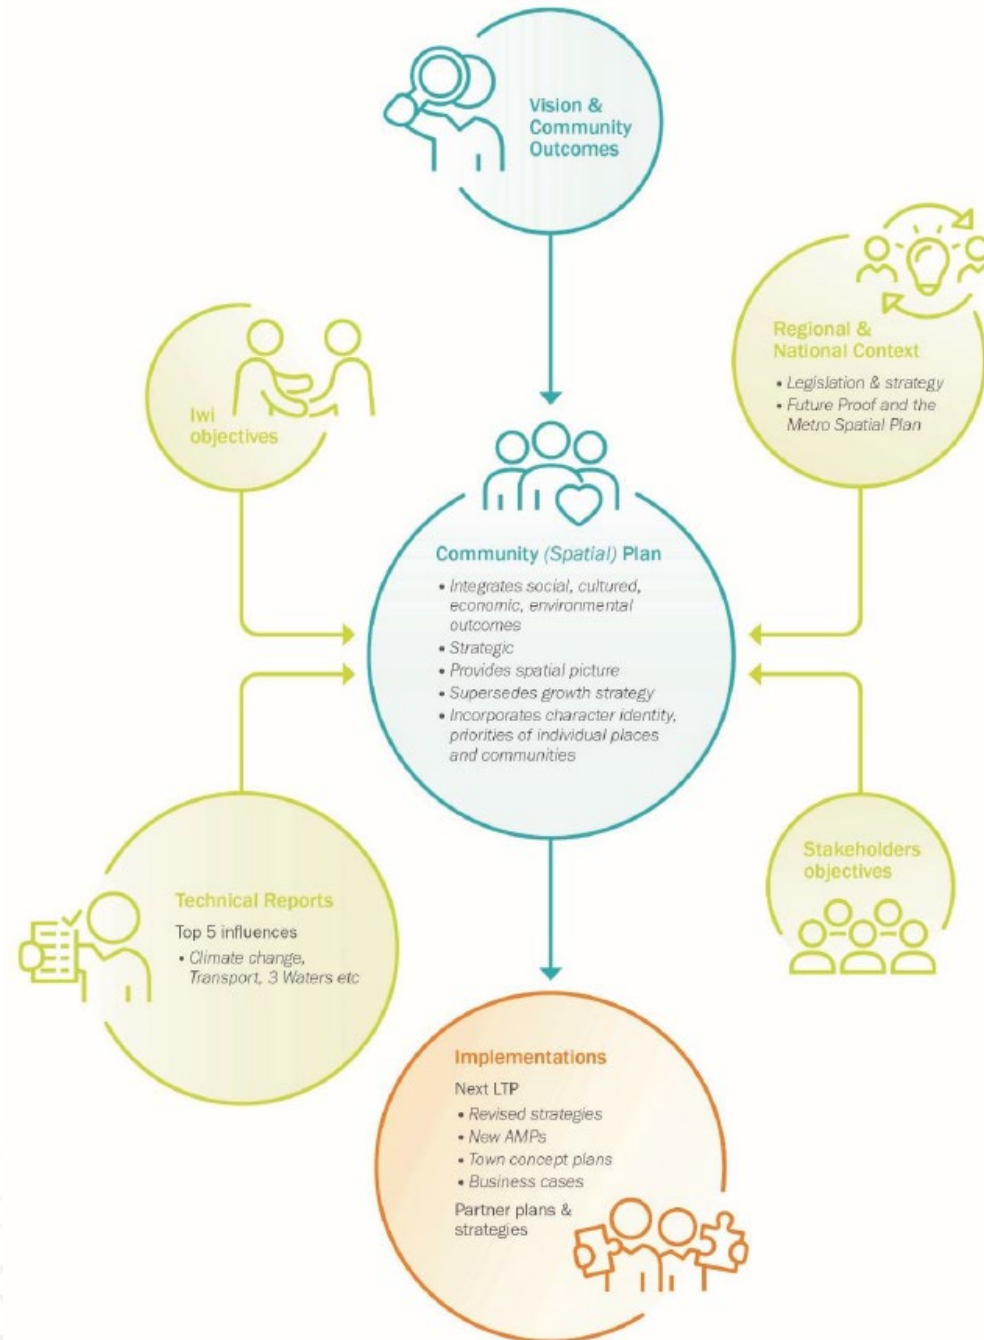 Vision &
Community
Outcomes
Regional &
National Context
• Legislation & strategy
• Future Proof and the
Metro Spatial Plan
Iwi
objectives
Community (Spatial) Plan
• Integrates social, cultured,
economic, environmental
outcomes
• Strategic
• Provides spatial picture
• Supersedes growth strategy
• Incorporates character identity,
priorities of individual places
and communities
Technical Reports
Top 5 influences
• Climate change,
Transport, 3 Waters etc
Stakeholders
objectives
Implementations
Next LTP
• Revised strategies
• New AMPs
• Town concept plans
• Business cases
Partner plans &
strategies